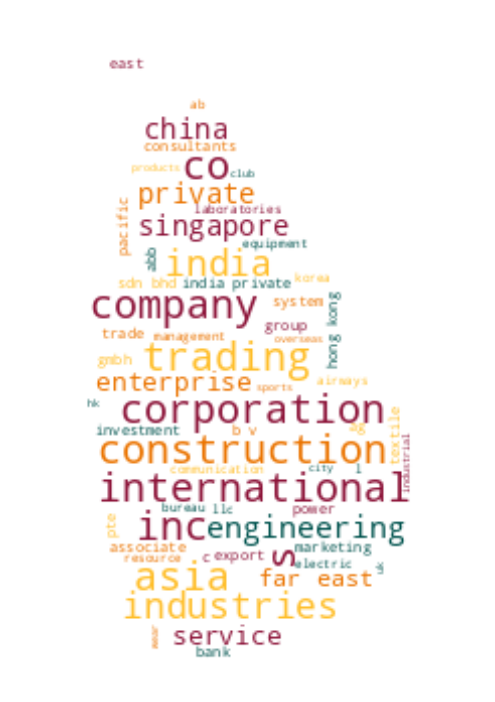 east
ab
china
consultants
products co club
private
laboratories
pacific singapore
equipment
abb india
sdn bhd india private korea
company system hong kong
group
trade management overseas
gmbh trading
enterprise sports airways
hk corporation
investment b v ag textile
construction industrial
communication city l
international
bureau llc power
pte inc engineering
associate s marketing
resource c export electric
asia far east uk
industries
wear service
bank